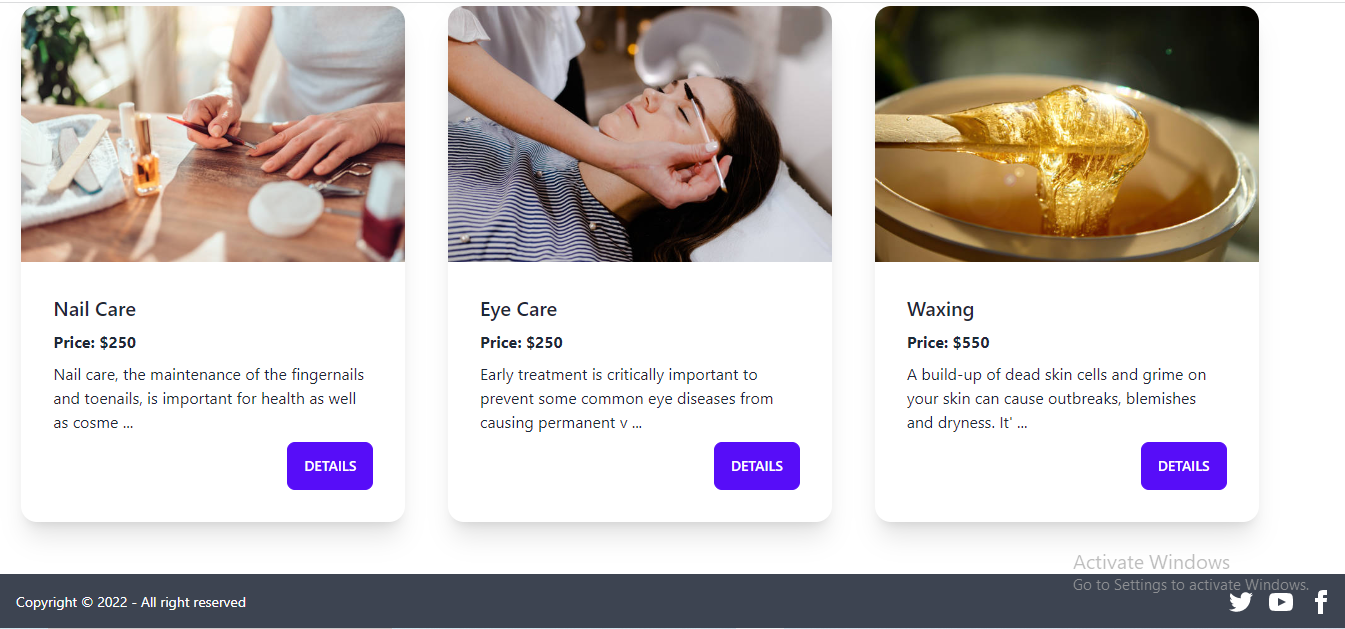 Nail Care
Price: $250
Nail care, the maintenance of the fingernails
and toenails, is important for health as well
as cosme ...
DETAILS
Eye Care
Price: $250
Early treatment is critically important to
prevent some common eye diseases from
causing permanent v ...
DETAILS
Waxing
Price: $550
A build-up of dead skin cells and grime on
your skin can cause outbreaks, blemishes
and dryness. It' ...
DETAILS
Activate Windows
Go to Settings to activate Windows.
Copyright © 2022 - All right reserved